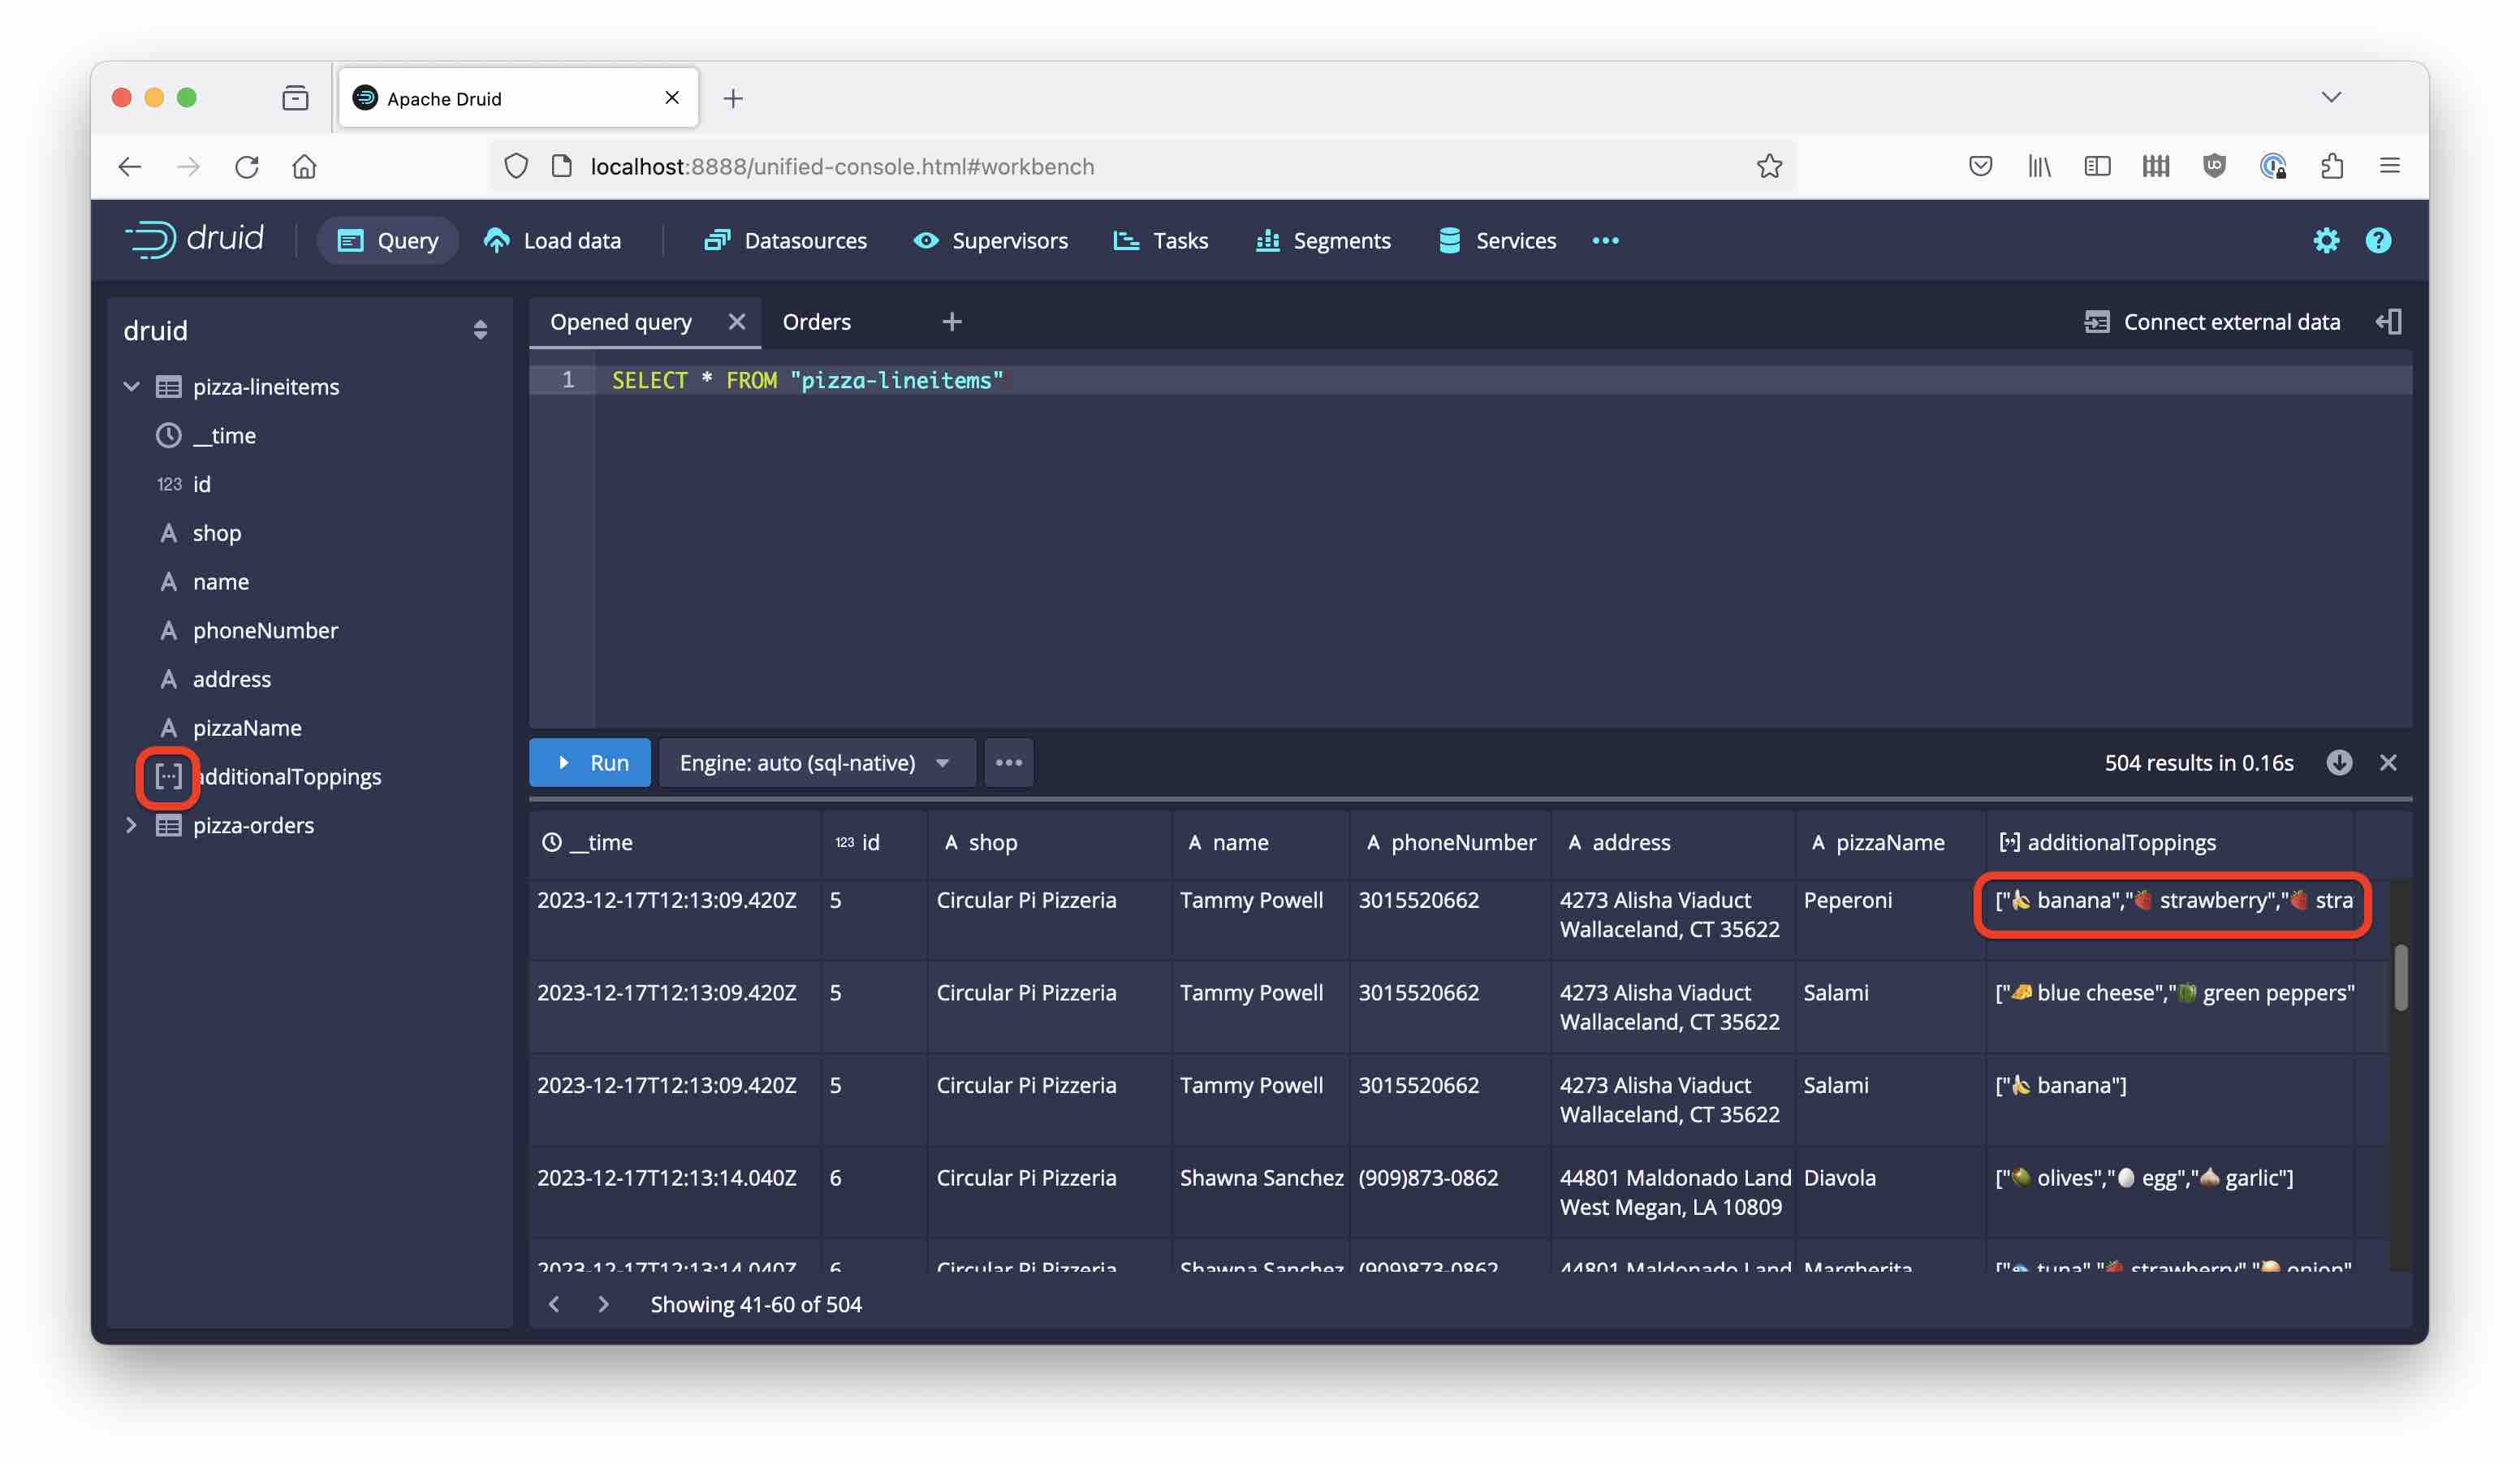 Apache Druid
localhost:8888/unified-console.html#workbench
druid
Query
Load data
Datasources
Supervisors
Tasks
Segments
Services
druid
pizza-lineitems
__time
123 id
A shop
A name
A phoneNumber
A address
A pizzaName
additionalToppings
pizza-orders
Opened query
Orders
Connect external data
1 SELECT * FROM "pizza-lineitems"
Run
Engine: auto (sql-native)
504 results in 0.16s
__time 123 id A shop A name A phoneNumber A address A pizzaName additionalToppings
2023-12-17T12:13:09.420Z 5 Circular Pi Pizzeria Tammy Powell 3015520662 4273 Alisha Viaduct Peperoni ["🍌 banana","🍓 strawberry","🍓 stra
Wallaceland, CT 35622
2023-12-17T12:13:09.420Z 5 Circular Pi Pizzeria Tammy Powell 3015520662 4273 Alisha Viaduct Salami ["🧀 blue cheese","🫑 green peppers"
Wallaceland, CT 35622
2023-12-17T12:13:09.420Z 5 Circular Pi Pizzeria Tammy Powell 3015520662 4273 Alisha Viaduct Salami ["🍌 banana"]
Wallaceland, CT 35622
2023-12-17T12:13:14.040Z 6 Circular Pi Pizzeria Shawna Sanchez (909)873-0862 44801 Maldonado Land Diavola ["🫒 olives","🥚 egg","🧄 garlic"]
West Megan, LA 10809
2023-12-17T12:13:14.040Z 6 Circular Pi Pizzeria Shawna Sanchez (909)873-0862 44801 Maldonado Land Margherita ["🐟 tuna","🍓 strawberry","🧅 onion"
Showing 41-60 of 504